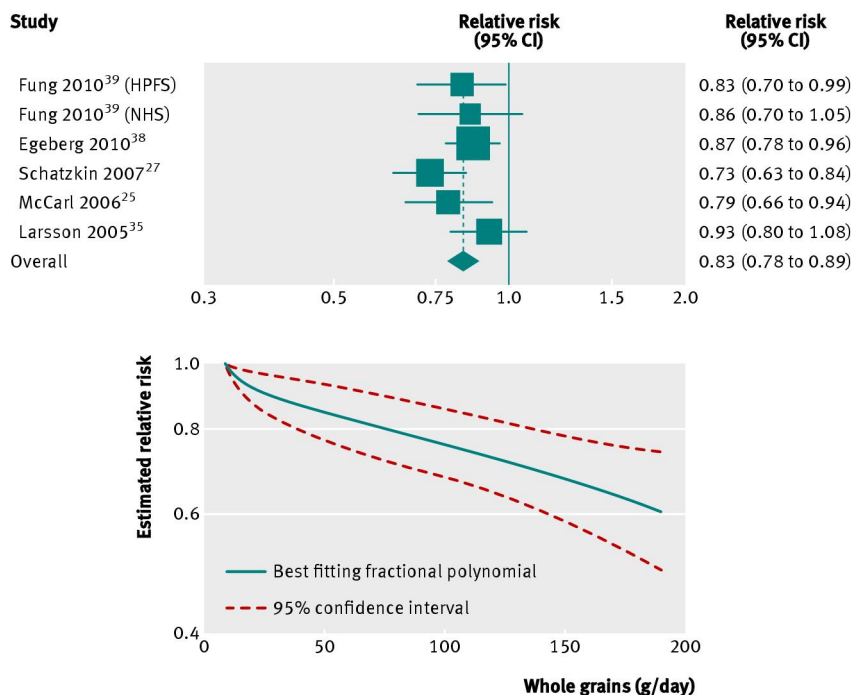 Study Relative risk (95% CI) Relative risk (95% CI)
Fung 2010³⁹ (HPFS) 0.83 (0.70 to 0.99)
Fung 2010³⁹ (NHS) 0.86 (0.70 to 1.05)
Egeberg 2010³⁸ 0.87 (0.78 to 0.96)
Schatzkin 2007²⁷ 0.73 (0.63 to 0.84)
McCarl 2006²⁵ 0.79 (0.66 to 0.94)
Larsson 2005³⁵ 0.93 (0.80 to 1.08)
Overall 0.83 (0.78 to 0.89)
0.3 0.5 0.75 1.0 1.5 2.0
Estimated relative risk
1.0
0.8
0.6
Best fitting fractional polynomial
95% confidence interval
0.4
0 50 100 150 200
Whole grains (g/day)